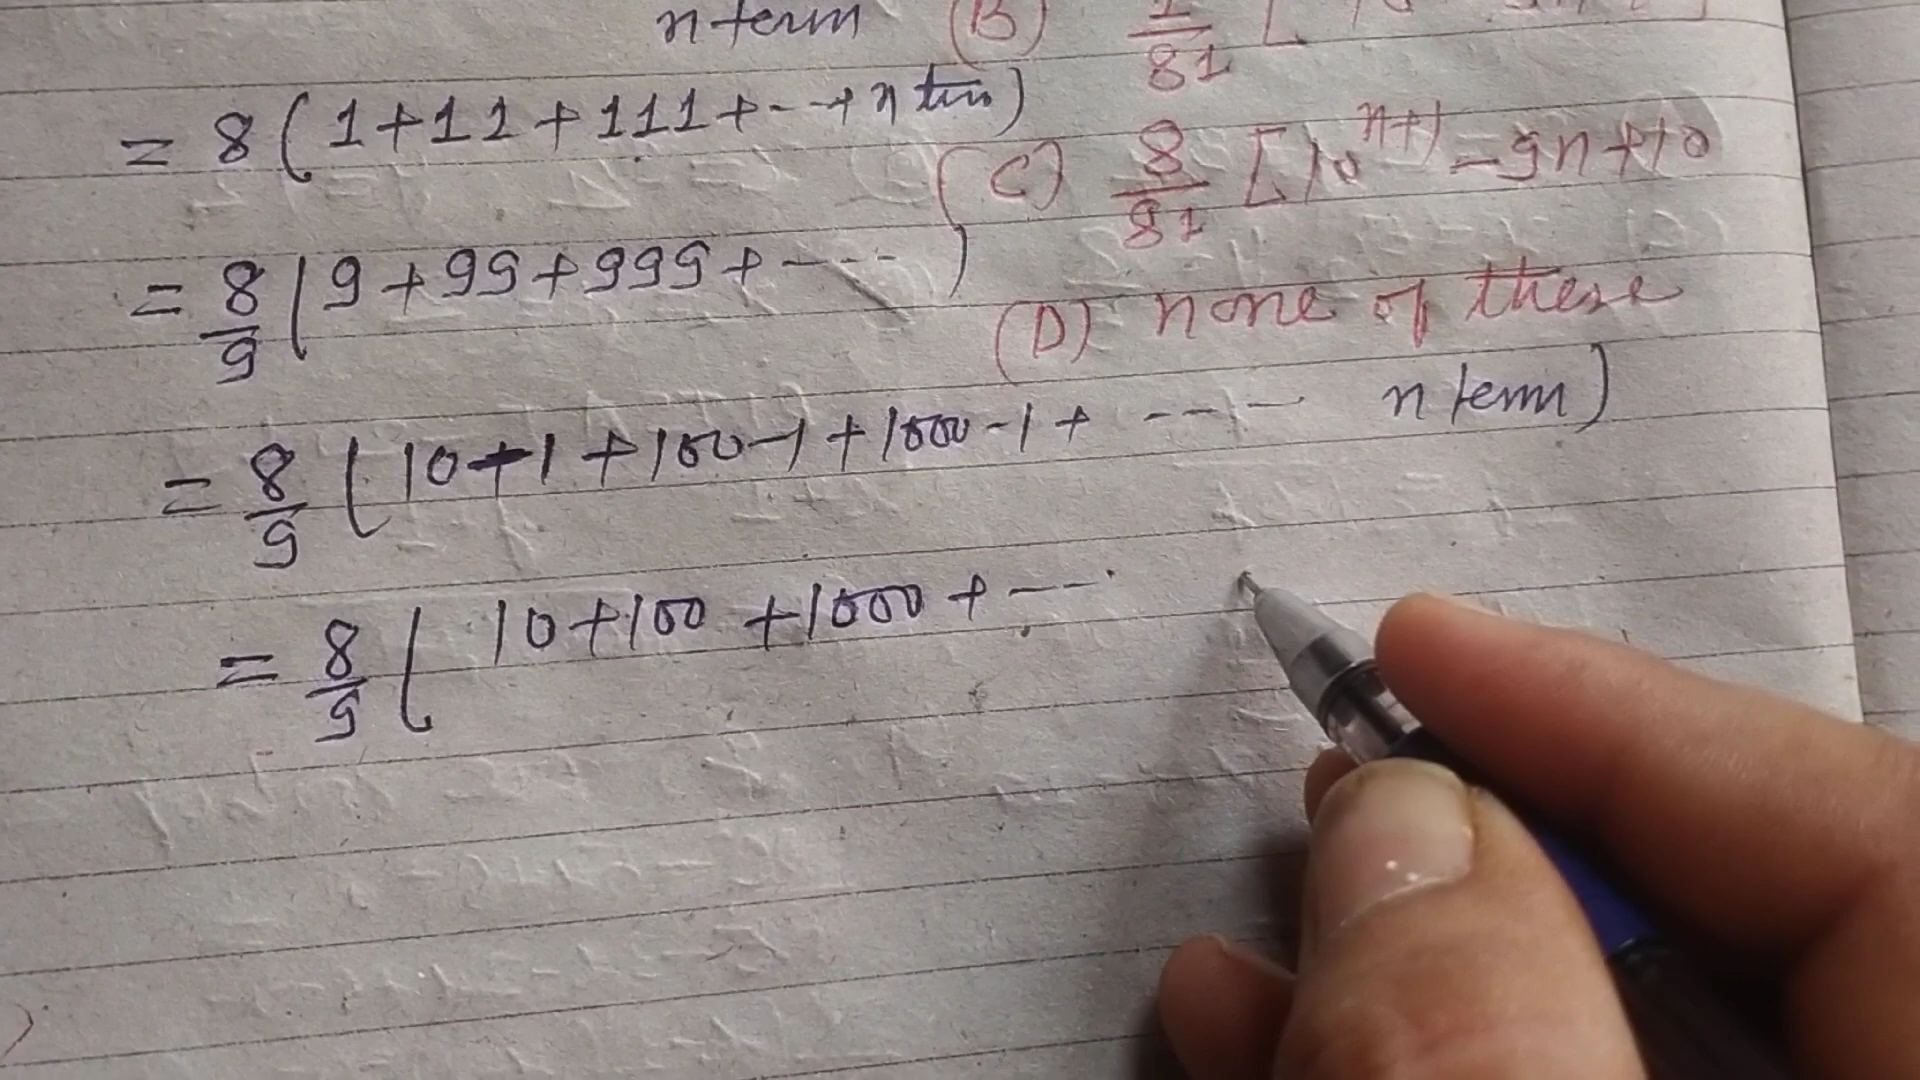 n term (B) 1/81 [
= 8 (1+11+111+--+ n
(C) 8/81 [10^{n+1} -9n+10
= 8/9 (9+99+999+---- )
(D) none of these
= 8/9 (10-1+100-1+1000-1+ ----- n term)
= 8/9 ( 10+100+1000+---